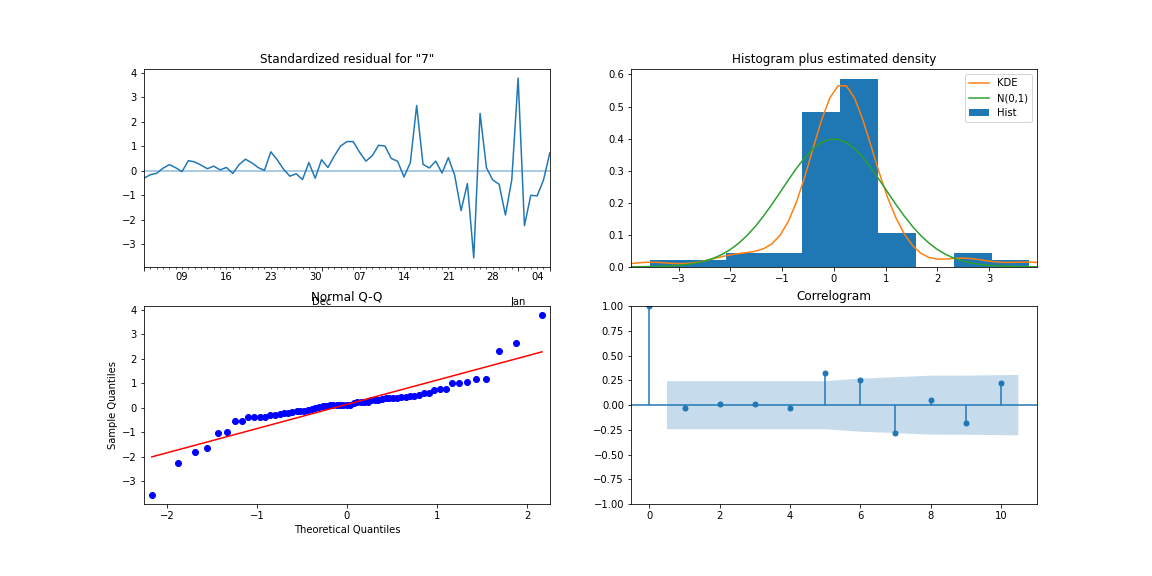 Standardized residual for "7"
4
3
2
1
0
−1
−2
−3
09 16 23 30 07 14 21 28 04
Dec Jan
Histogram plus estimated density
0.6
0.5
0.4
0.3
0.2
0.1
0.0
−3 −2 −1 0 1 2 3
KDE
N(0,1)
Hist
Normal Q-Q
Sample Quantiles
4
3
2
1
0
−1
−2
−3
−2 −1 0 1 2
Theoretical Quantiles
Correlogram
1.00
0.75
0.50
0.25
0.00
−0.25
−0.50
−0.75
−1.00
0 2 4 6 8 10